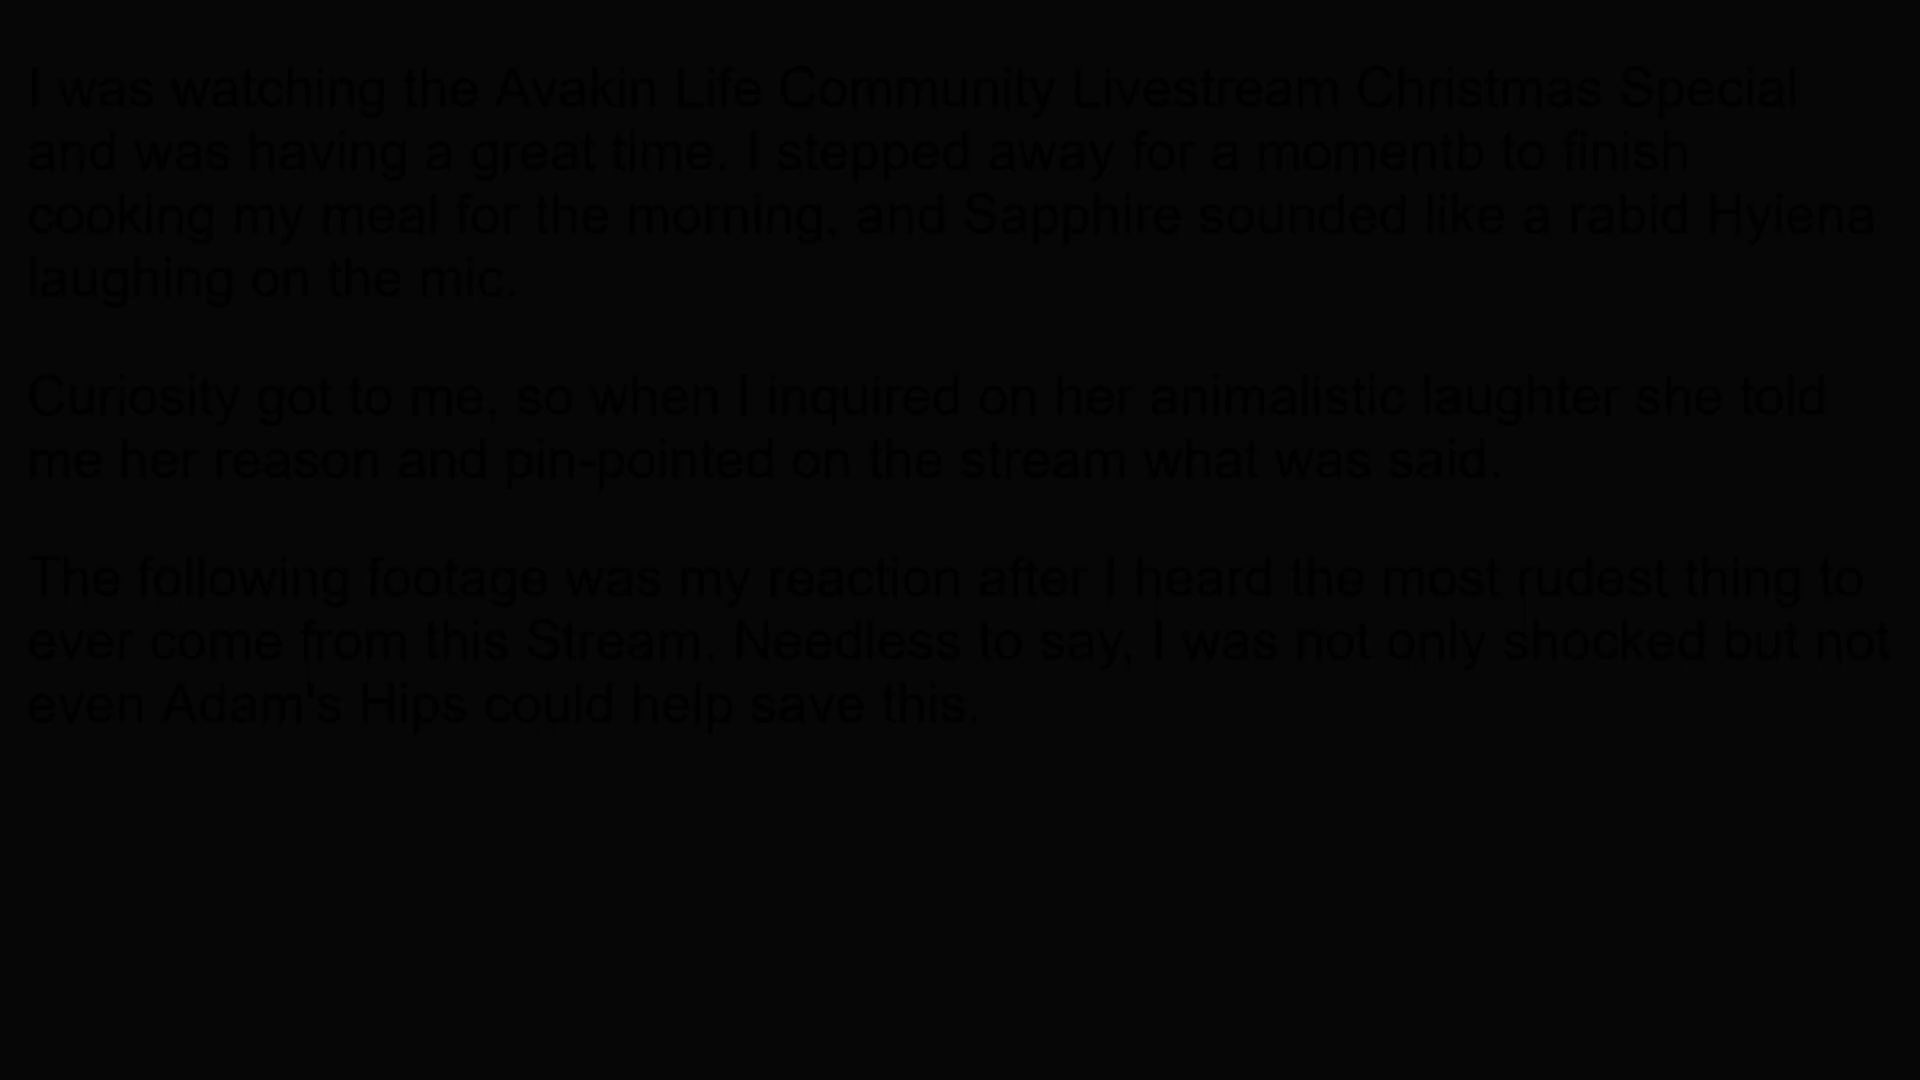 I was watching the Avakin Life Community Livestream Christmas Special
and was having a great time. I stepped away for a momentb to finish
cooking my meal for the morning, and Sapphire sounded like a rabid Hyiena
laughing on the mic.
Curiosity got to me, so when I inquired on her animalistic laughter she told
me her reason and pin-pointed on the stream what was said.
The following footage was my reaction after I heard the most rudest thing to
ever come from this Stream. Needless to say, I was not only shocked but not
even Adam's Hips could help save this.